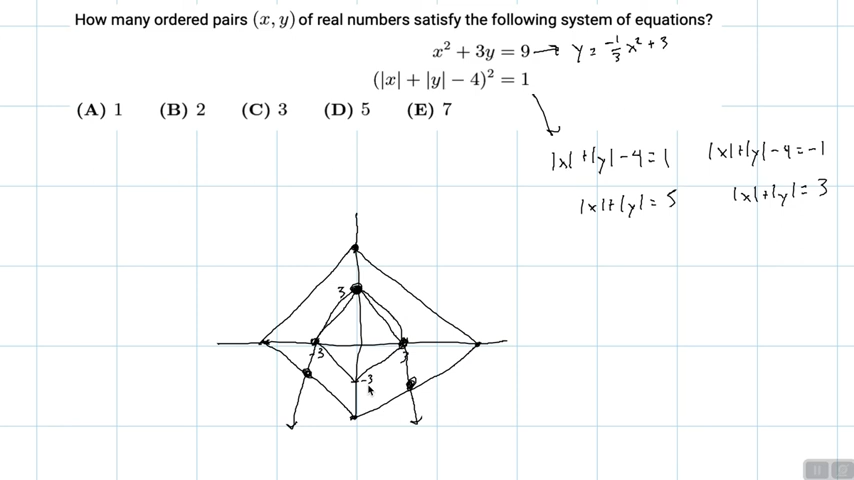 How many ordered pairs (x, y) of real numbers satisfy the following system of equations?
x² + 3y = 9 → y = -1/3 x² + 3
(|x| + |y| − 4)² = 1
(A) 1 (B) 2 (C) 3 (D) 5 (E) 7
|x| + |y| - 4 = 1 |x| + |y| - 4 = -1
|x| + |y| = 5 |x| + |y| = 3
3
-3 3
-3